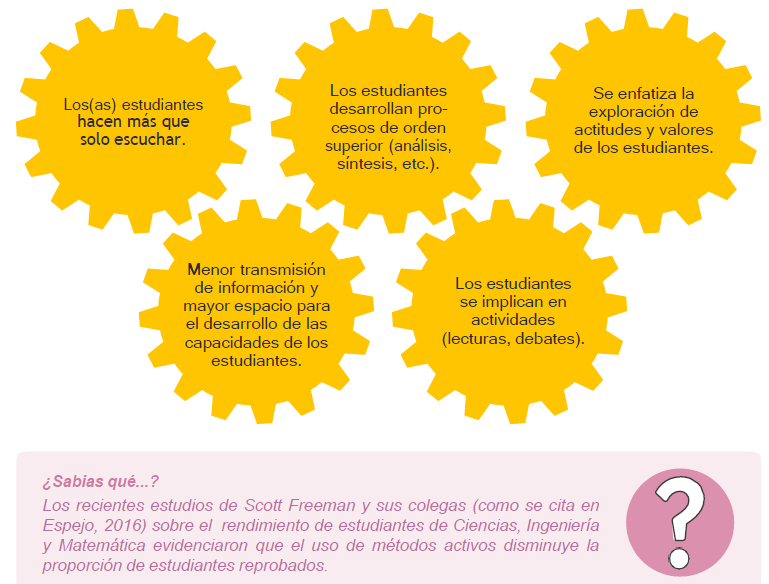 Los(as) estudiantes
hacen más que
solo escuchar.
Los estudiantes
desarrollan pro-
cesos de orden
superior (análisis,
síntesis, etc.).
Se enfatiza la
exploración de
actitudes y valores
de los estudiantes.
Menor transmisión
de información y
mayor espacio para
el desarrollo de las
capacidades de los
estudiantes.
Los estudiantes
se implican en
actividades
(lecturas, debates).
¿Sabias qué...?
Los recientes estudios de Scott Freeman y sus colegas (como se cita en
Espejo, 2016) sobre el rendimiento de estudiantes de Ciencias, Ingeniería
y Matemática evidenciaron que el uso de métodos activos disminuye la
proporción de estudiantes reprobados.
?